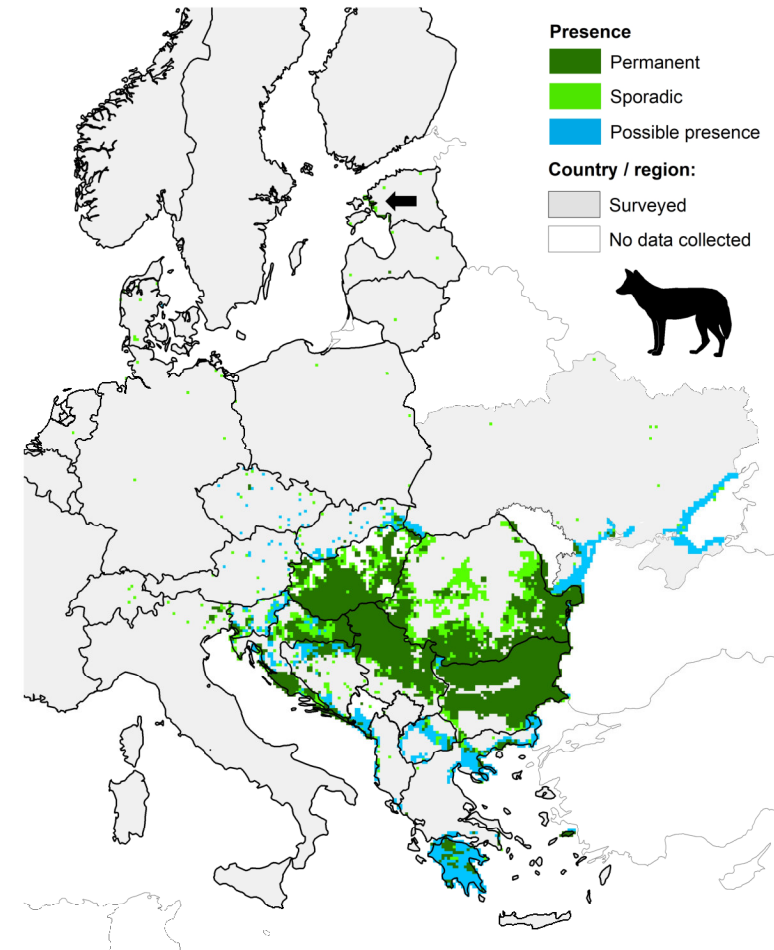 Presence
Permanent
Sporadic
Possible presence
Country / region:
Surveyed
No data collected